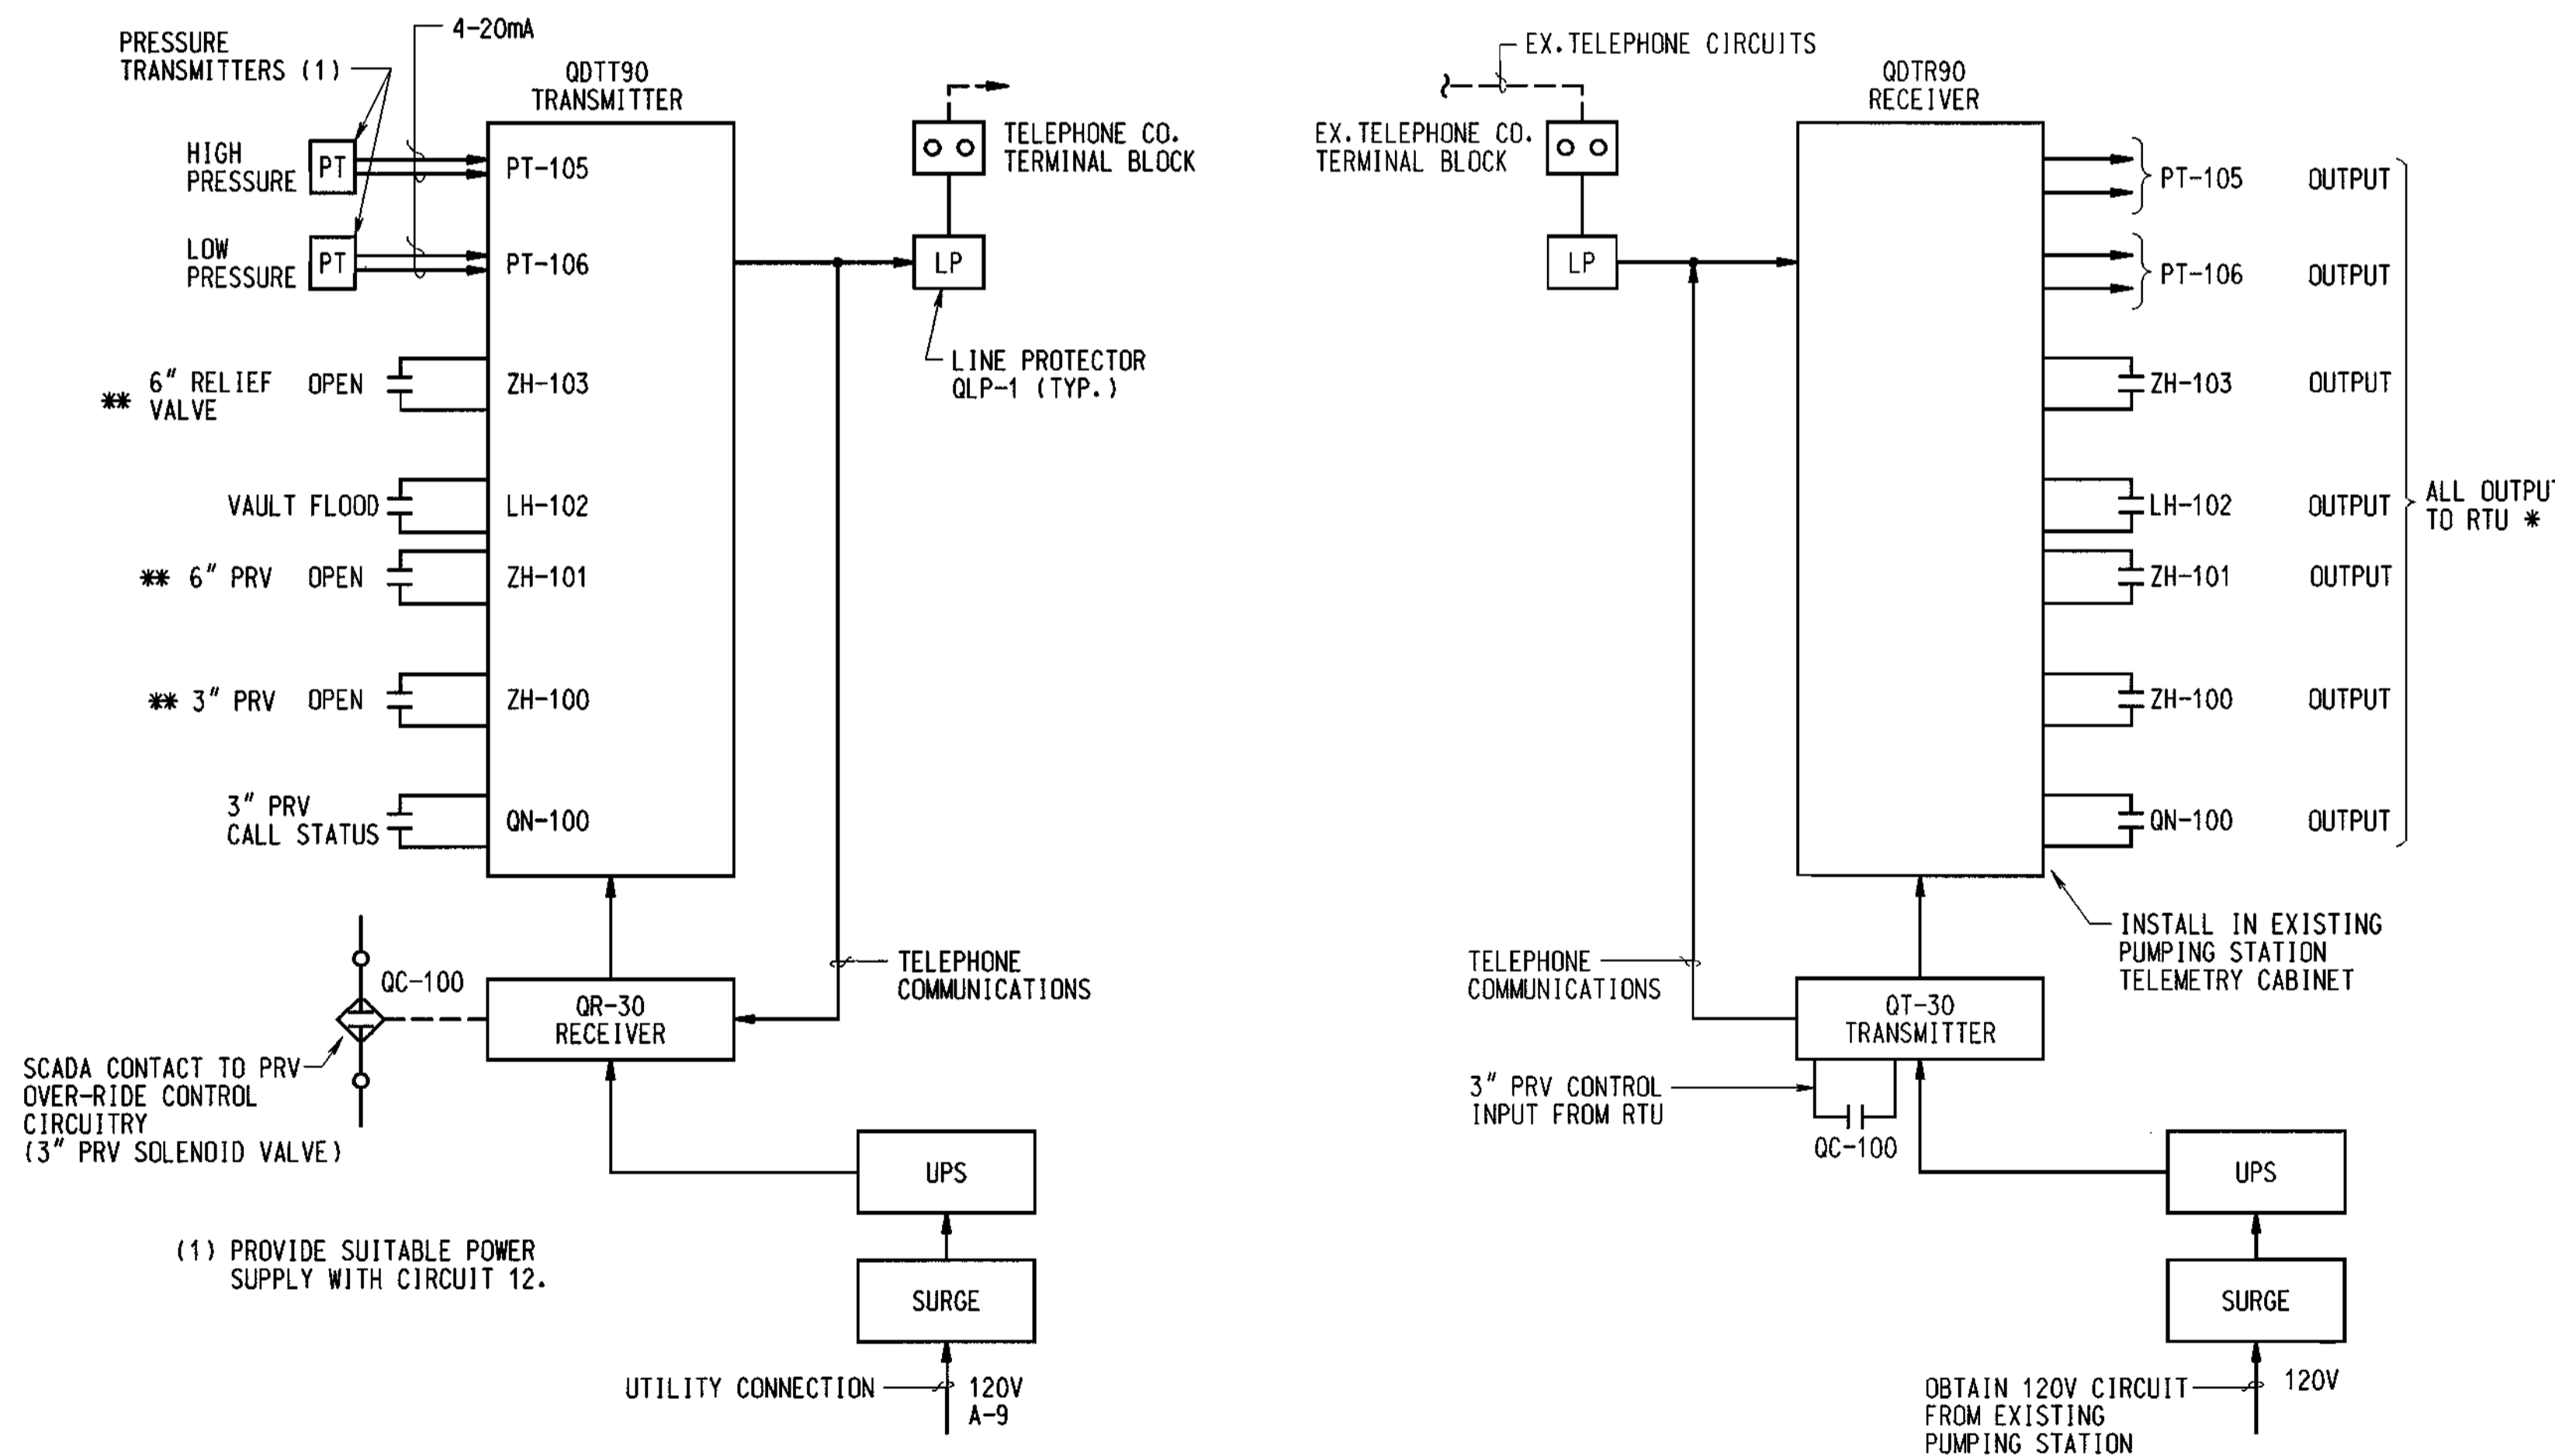 PRESSURE
TRANSMITTERS (1)
4-20mA
QDTT90
TRANSMITTER
HIGH
PRESSURE
PT
PT-105
LOW
PRESSURE
PT
PT-106
** 6" RELIEF
VALVE
OPEN
ZH-103
VAULT FLOOD
LH-102
** 6" PRV OPEN
ZH-101
** 3" PRV OPEN
ZH-100
3" PRV
CALL STATUS
QN-100
TELEPHONE CO.
TERMINAL BLOCK
LP
LINE PROTECTOR
QLP-1 (TYP.)
QC-100
QR-30
RECEIVER
TELEPHONE
COMMUNICATIONS
SCADA CONTACT TO PRV
OVER-RIDE CONTROL
CIRCUITRY
(3" PRV SOLENOID VALVE)
UPS
SURGE
(1) PROVIDE SUITABLE POWER
SUPPLY WITH CIRCUIT 12.
UTILITY CONNECTION
120V
A-9
EX.TELEPHONE CIRCUITS
EX.TELEPHONE CO.
TERMINAL BLOCK
LP
QDTR90
RECEIVER
PT-105 OUTPUT
PT-106 OUTPUT
ZH-103 OUTPUT
LH-102 OUTPUT
ZH-101 OUTPUT
ZH-100 OUTPUT
QN-100 OUTPUT
ALL
TO RTU *
INSTALL IN EXISTING
PUMPING STATION
TELEMETRY CABINET
TELEPHONE
COMMUNICATIONS
QT-30
TRANSMITTER
3" PRV CONTROL
INPUT FROM RTU
QC-100
UPS
SURGE
OBTAIN 120V CIRCUIT
FROM EXISTING
PUMPING STATION
120V